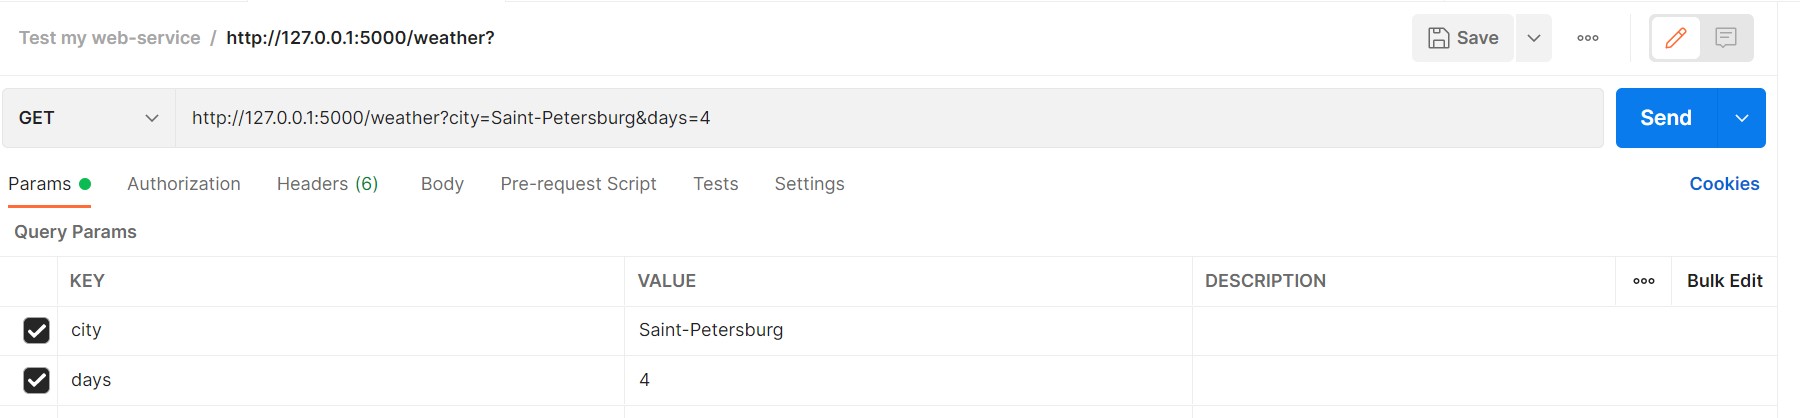 Test my web-service / http://127.0.0.1:5000/weather?
Save
GET http://127.0.0.1:5000/weather?city=Saint-Petersburg&days=4 Send
Params Authorization Headers (6) Body Pre-request Script Tests Settings Cookies
Query Params
KEY VALUE DESCRIPTION Bulk Edit
city Saint-Petersburg
days 4